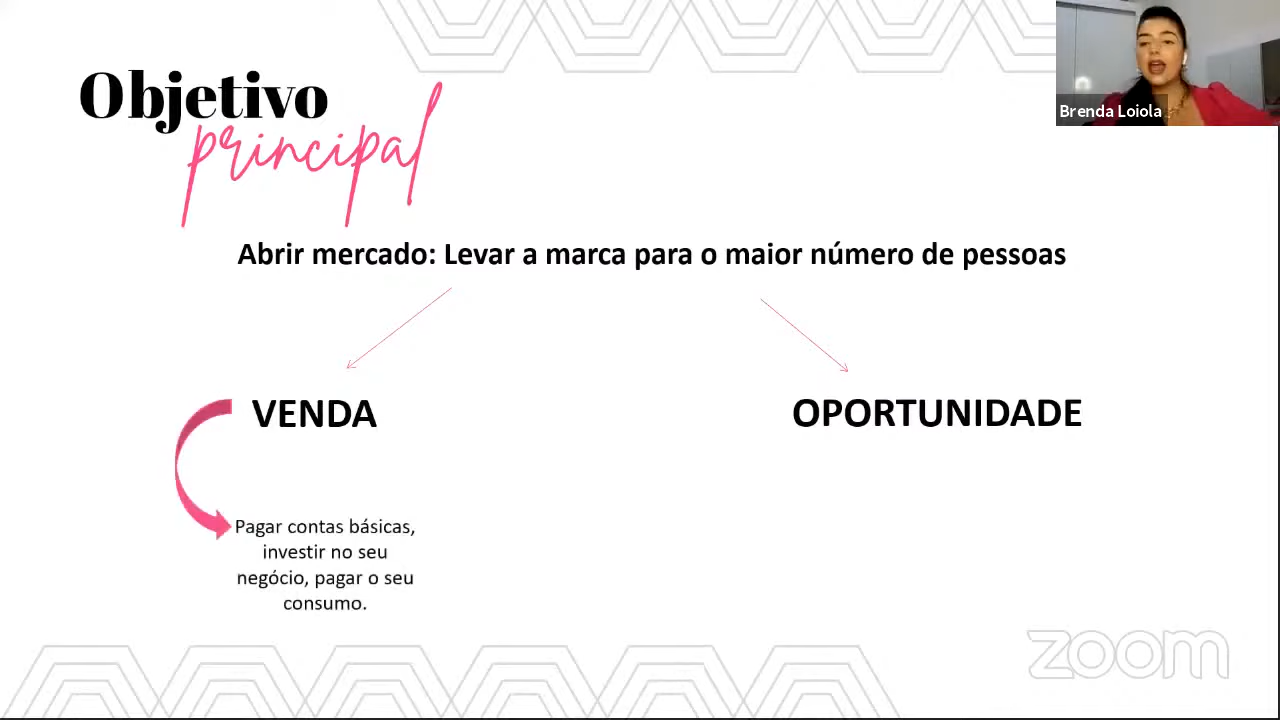 Objetivo
principal
Brenda Loiola
Abrir mercado: Levar a marca para o maior número de pessoas
VENDA
OPORTUNIDADE
Pagar contas básicas,
investir no seu
negócio, pagar o seu
consumo.
zoom